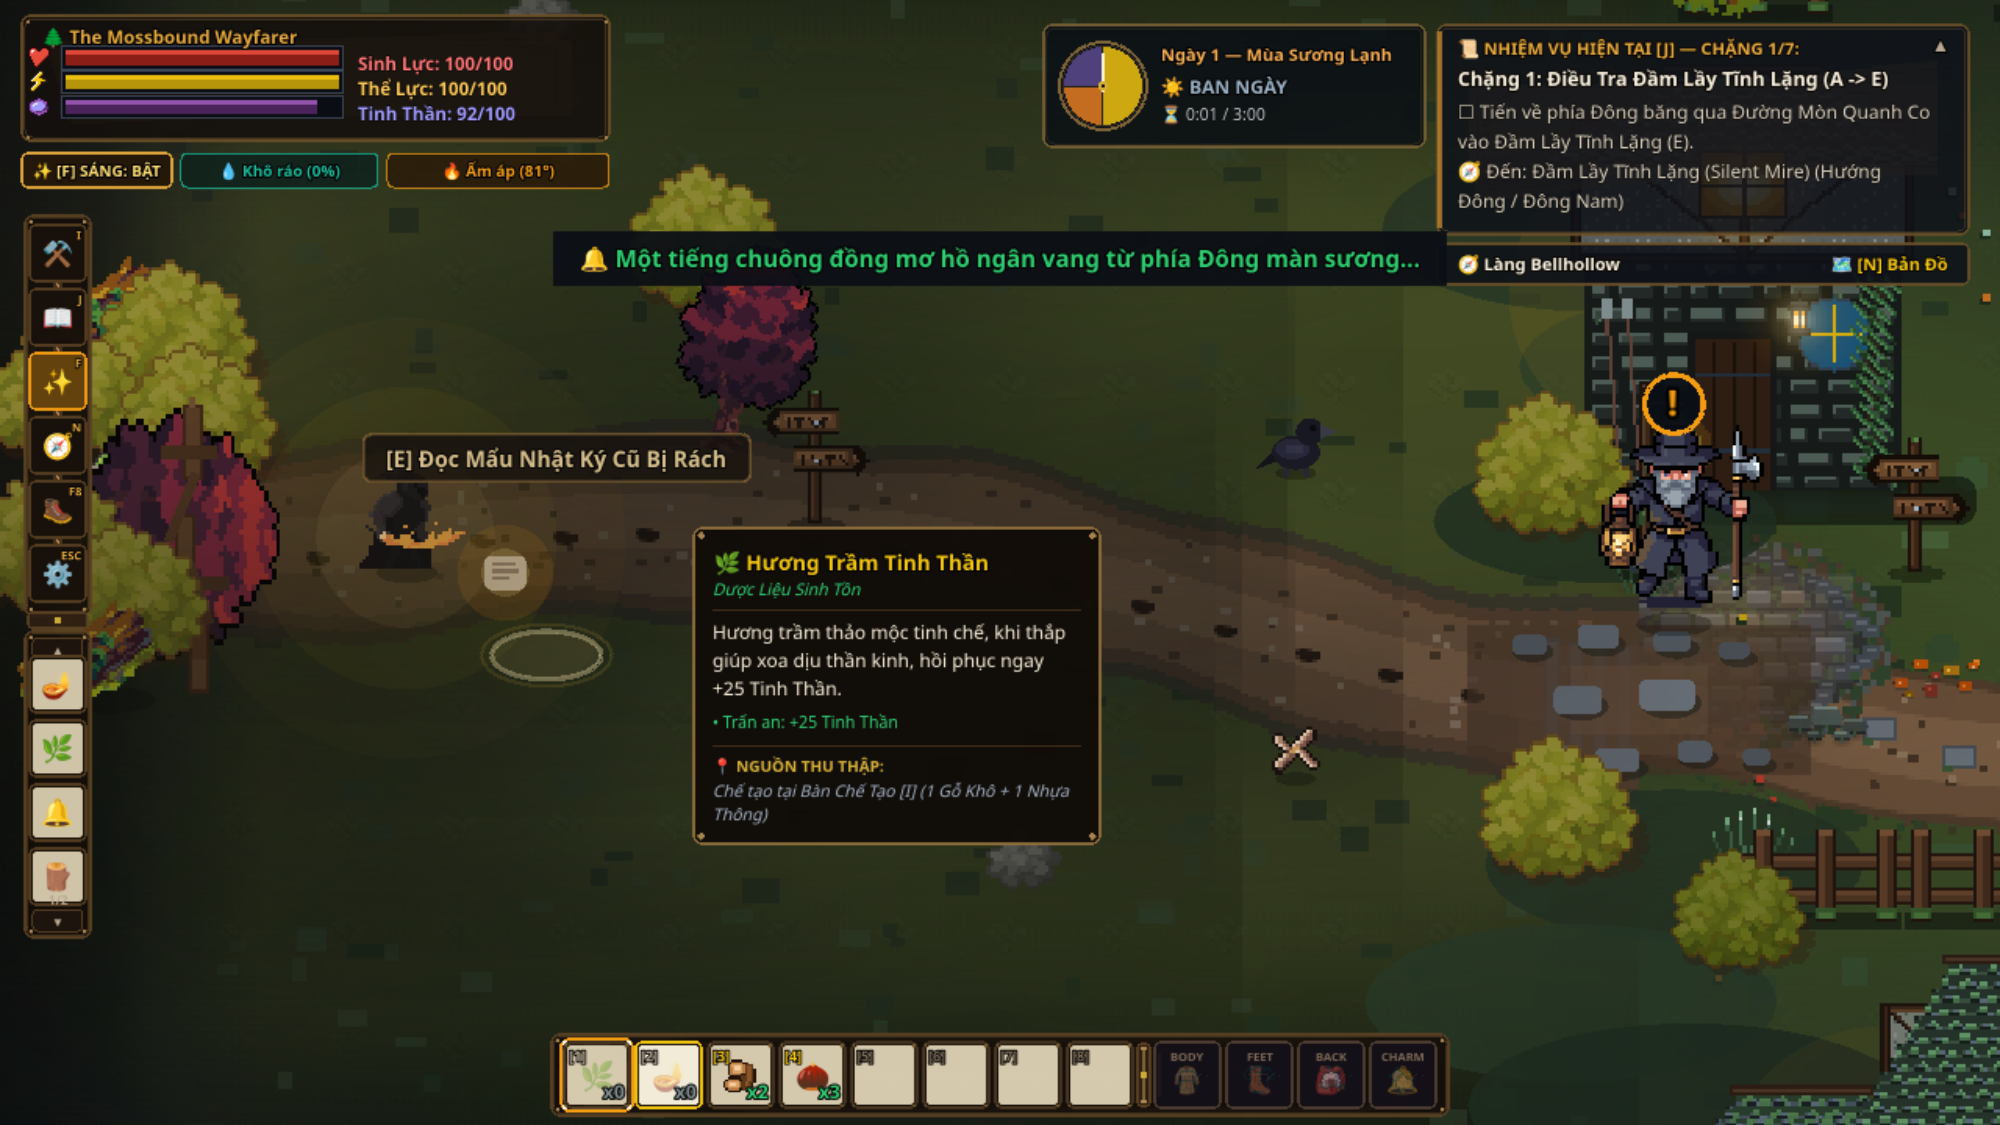 The Mossbound Wayfarer
Sinh Lực: 100/100
Thể Lực: 100/100
Tinh Thần: 92/100
[F] SÁNG: BẬT
Khô ráo (0%)
Ấm áp (81°)
Ngày 1 — Mùa Sương Lạnh
BAN NGÀY
0:01 / 3:00
NHIỆM VỤ HIỆN TẠI [J] — CHẶNG 1/7:
Chặng 1: Điều Tra Đầm Lầy Tĩnh Lặng (A -> E)
☐ Tiến về phía Đông băng qua Đường Mòn Quanh Co
vào Đầm Lầy Tĩnh Lặng (E).
Đến: Đầm Lầy Tĩnh Lặng (Silent Mire) (Hướng
Đông / Đông Nam)
Làng Bellhollow
[N] Bản Đồ
Một tiếng chuông đồng mơ hồ ngân vang từ phía Đông màn sương...
I
J
F
N
F8
ESC
1/2
[E] Đọc Mẩu Nhật Ký Cũ Bị Rách
!
Hương Trầm Tinh Thần
Dược Liệu Sinh Tồn
Hương trầm thảo mộc tinh chế, khi thắp
giúp xoa dịu thần kinh, hồi phục ngay
+25 Tinh Thần.
• Trấn an: +25 Tinh Thần
NGUỒN THU THẬP:
Chế tạo tại Bàn Chế Tạo [I] (1 Gỗ Khô + 1 Nhựa
Thông)
[1] x0
[2] x0
[3] x2
[4] x3
[5]
[6]
[7]
[8]
BODY
FEET
BACK
CHARM